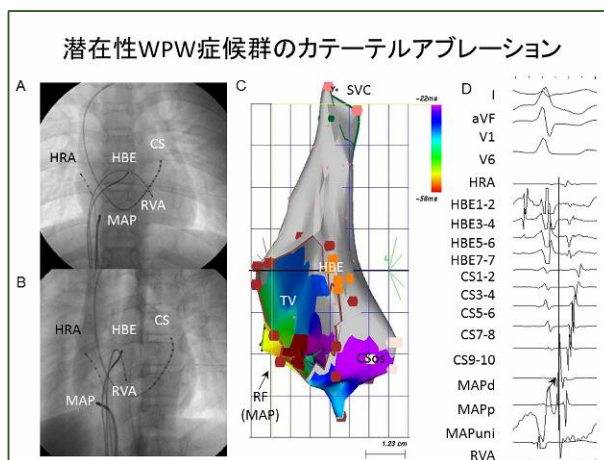 潜在性WPW症候群のカテーテルアブレーション
A
HRA
HBE
CS
MAP
RVA
B
HRA
HBE
CS
RVA
MAP
C
SVC
-22ms
-58ms
HBE
TV
CSos
RF
(MAP)
1.23 cm
D
I
aVF
V1
V6
HRA
HBE1-2
HBE3-4
HBE5-6
HBE7-7
CS1-2
CS3-4
CS5-6
CS7-8
CS9-10
MAPd
MAPp
MAPuni
RVA